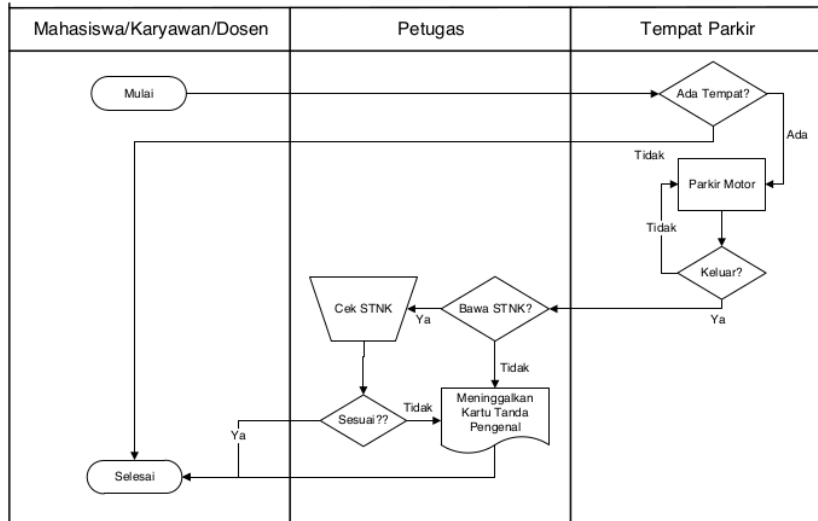 Mahasiswa/Karyawan/Dosen
Petugas
Tempat Parkir
Mulai
Ada Tempat?
Ada
Tidak
Parkir Motor
Tidak
Keluar?
Ya
Bawa STNK?
Ya
Cek STNK
Tidak
Meninggalkan
Kartu Tanda
Pengenal
Sesuai??
Tidak
Ya
Selesai